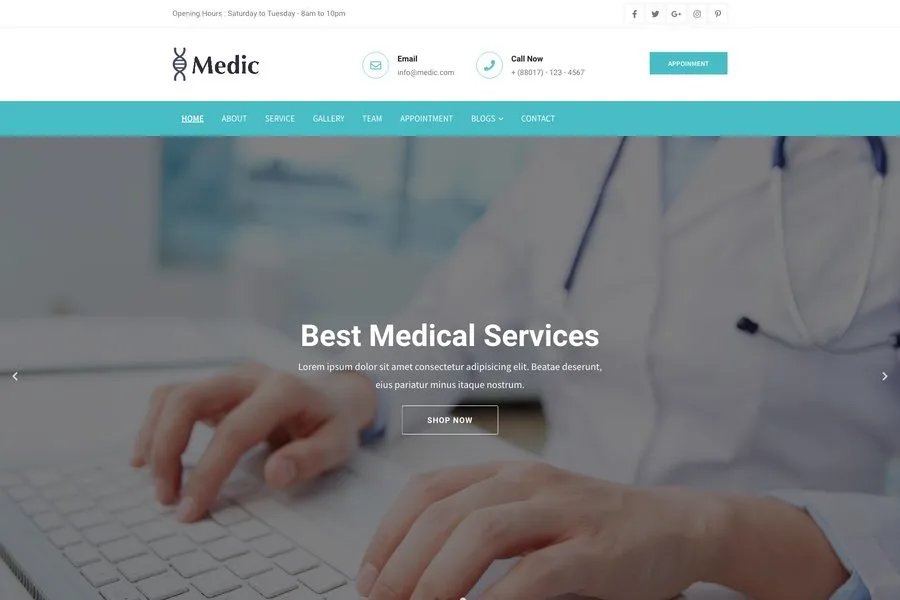 Opening Hours : Saturday to Tuesday - 8am to 10pm
Medic
Email
info@medic.com
Call Now
+ (88017) - 123 - 4567
APPOINMENT
HOME ABOUT SERVICE GALLERY TEAM APPOINTMENT BLOGS CONTACT
Best Medical Services
Lorem ipsum dolor sit amet consectetur adipisicing elit. Beatae deserunt,
eius pariatur minus itaque nostrum.
SHOP NOW